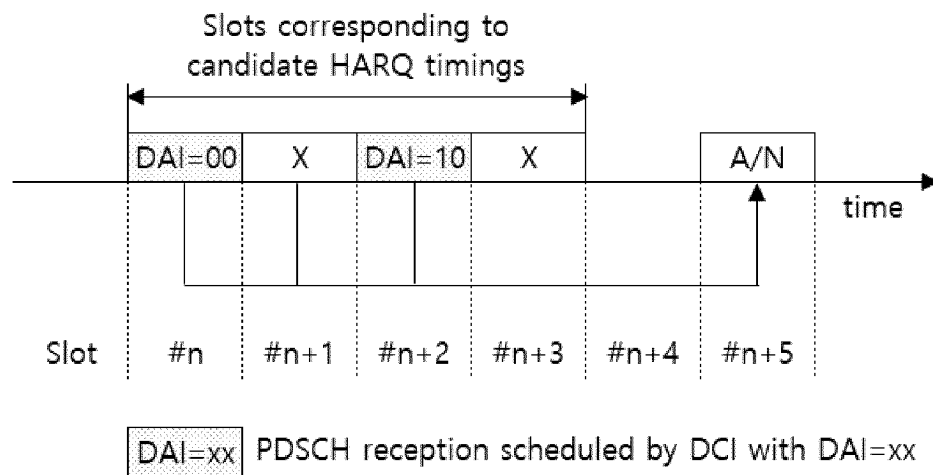 Slots corresponding to
candidate HARQ timings
DAI=00 X DAI=10 X A/N
time
Slot #n #n+1 #n+2 #n+3 #n+4 #n+5
DAI=xx PDSCH reception scheduled by DCI with DAI=xx